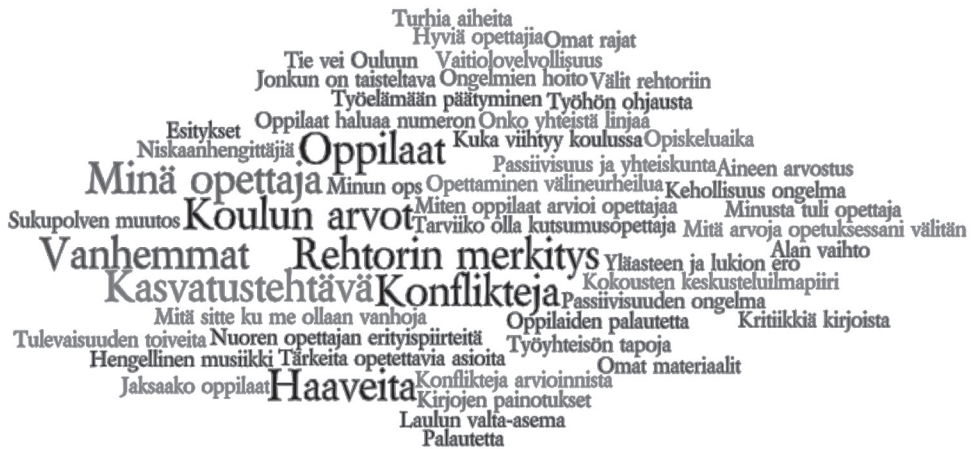 Turhia aiheita
Hyviä opettajia Omat rajat
Tie vei Ouluun Vaitiolovelvollisuus
Jonkun on taisteltava Ongelmien hoito Välit rehtoriin
Työelämään päätyminen Työhön ohjausta
Oppilaat haluaa numeron Onko yhteistä linjaa
Esitykset Oppilaat Kuka viihtyy koulussa Opiskeluaika
Niskaanhengittäjiä Passiivisuus ja yhteiskunta Aineen arvostus
Minä opettaja Minun ops Opettaminen välineurheilua Kehollisuus ongelma
Sukupolven muutos Koulun arvot Miten oppilaat arvioi opettajaa Minusta tuli opettaja
Tarviiko olla kutsumusopettaja Mitä arvoja opetuksessani välitän
Vanhemmat Rehtorin merkitys Yläasteen ja lukion ero Alan vaihto
Kasvatustehtävä Konflikteja Kokousten keskusteluilmapiiri
Passiivisuuden ongelma
Mitä sitte ku me ollaan vanhoja Oppilaiden palautetta Kritiikkiä kirjoista
Tulevaisuuden toiveita Nuoren opettajan erityispiirteitä Työyhteisön tapoja
Hengellinen musiikki Tärkeitä opetettavia asioita Omat materiaalit
Jaksaako oppilaat Haaveita Konflikteja arvioinnista
Kirjojen painotukset
Laulun valta-asema
Palautetta